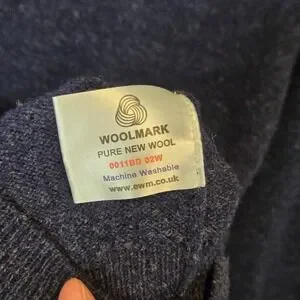 WOOLMARK
PURE NEW WOOL
0011BD 02W
Machine Washable
www.ewm.co.uk